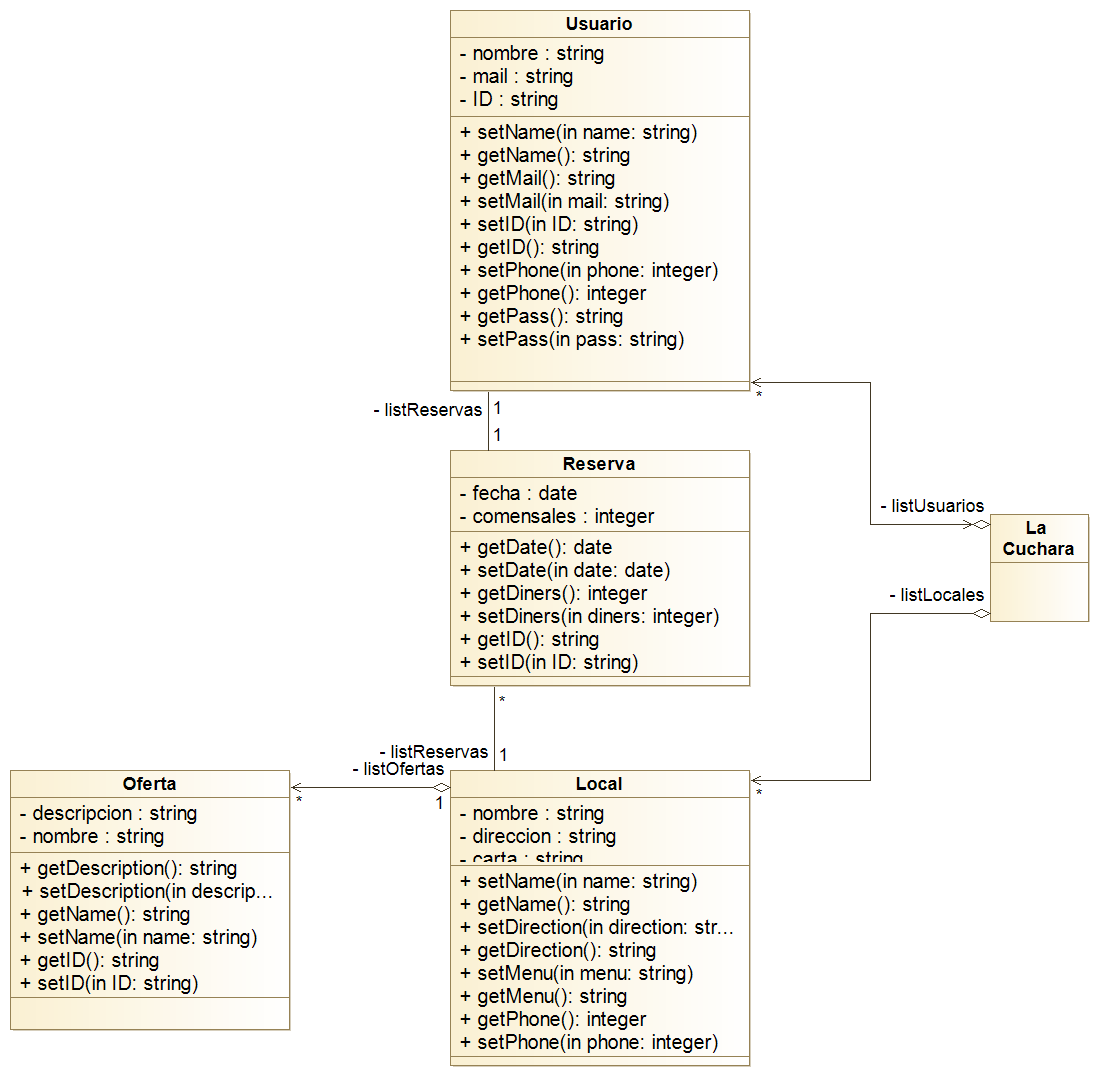 Usuario
- nombre : string
- mail : string
- ID : string
+ setName(in name: string)
+ getName(): string
+ getMail(): string
+ setMail(in mail: string)
+ setID(in ID: string)
+ getID(): string
+ setPhone(in phone: integer)
+ getPhone(): integer
+ getPass(): string
+ setPass(in pass: string)
*
- listReservas
1
1
Reserva
- fecha : date
- comensales : integer
+ getDate(): date
+ setDate(in date: date)
+ getDiners(): integer
+ setDiners(in diners: integer)
+ getID(): string
+ setID(in ID: string)
- listUsuarios
La
Cuchara
- listLocales
*
- listReservas
1
- listOfertas
*
1
*
Oferta
- descripcion : string
- nombre : string
+ getDescription(): string
+ setDescription(in descrip...
+ getName(): string
+ setName(in name: string)
+ getID(): string
+ setID(in ID: string)
Local
- nombre : string
- direccion : string
- carta : string
+ setName(in name: string)
+ getName(): string
+ setDirection(in direction: str...
+ getDirection(): string
+ setMenu(in menu: string)
+ getMenu(): string
+ getPhone(): integer
+ setPhone(in phone: integer)